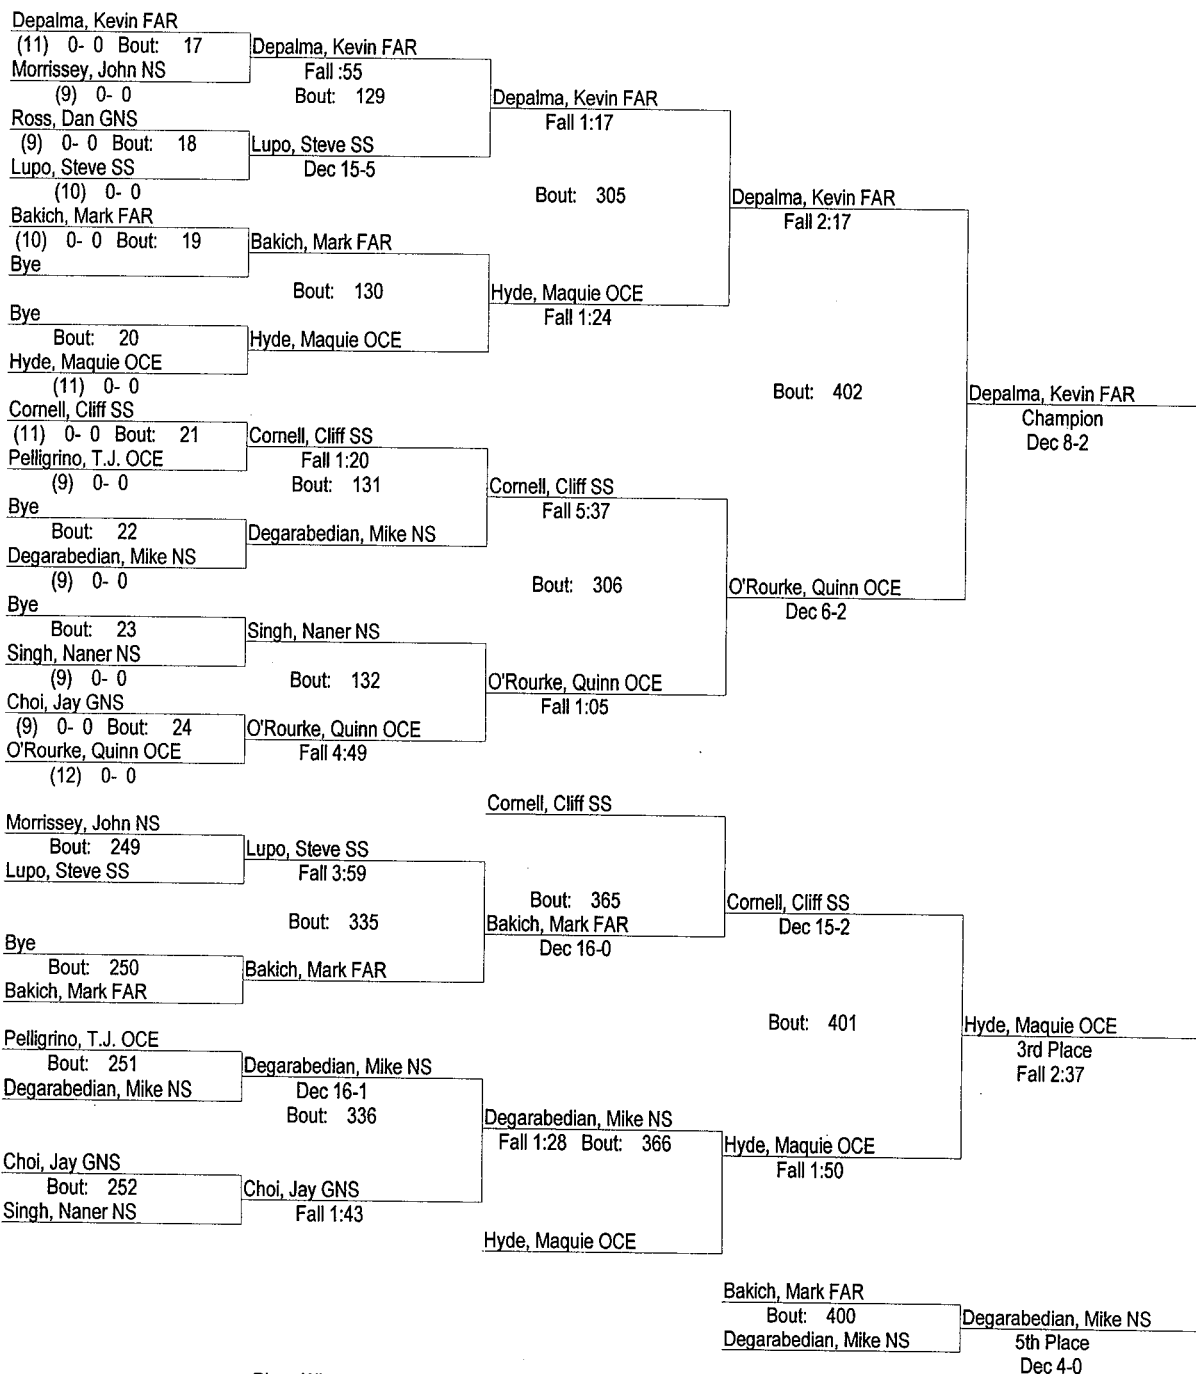 Depalma, Kevin FAR
(11) 0- 0 Bout: 17
Morrissey, John NS
(9) 0- 0
Ross, Dan GNS
(9) 0- 0 Bout: 18
Lupo, Steve SS
(10) 0- 0
Bakich, Mark FAR
(10) 0- 0 Bout: 19
Bye
Bye
Bout: 20
Hyde, Maquie OCE
(11) 0- 0
Cornell, Cliff SS
(11) 0- 0 Bout: 21
Pelligrino, T.J. OCE
(9) 0- 0
Bye
Bout: 22
Degarabedian, Mike NS
(9) 0- 0
Bye
Bout: 23
Singh, Naner NS
(9) 0- 0
Choi, Jay GNS
(9) 0- 0 Bout: 24
O'Rourke, Quinn OCE
(12) 0- 0
Depalma, Kevin FAR
Fall :55
Bout: 129
Lupo, Steve SS
Dec 15-5
Bakich, Mark FAR
Bout: 130
Hyde, Maquie OCE
Cornell, Cliff SS
Fall 1:20
Bout: 131
Degarabedian, Mike NS
Singh, Naner NS
Bout: 132
O'Rourke, Quinn OCE
Fall 4:49
Depalma, Kevin FAR
Fall 1:17
Bout: 305
Hyde, Maquie OCE
Fall 1:24
Cornell, Cliff SS
Fall 5:37
Bout: 306
O'Rourke, Quinn OCE
Fall 1:05
Depalma, Kevin FAR
Fall 2:17
Bout: 402
O'Rourke, Quinn OCE
Dec 6-2
Depalma, Kevin FAR
Champion
Dec 8-2
Morrissey, John NS
Bout: 249
Lupo, Steve SS
Bye
Bout: 250
Bakich, Mark FAR
Pelligrino, T.J. OCE
Bout: 251
Degarabedian, Mike NS
Choi, Jay GNS
Bout: 252
Singh, Naner NS
Lupo, Steve SS
Fall 3:59
Bout: 335
Bakich, Mark FAR
Degarabedian, Mike NS
Dec 16-1
Bout: 336
Choi, Jay GNS
Fall 1:43
Cornell, Cliff SS
Bout: 365
Bakich, Mark FAR
Dec 16-0
Degarabedian, Mike NS
Fall 1:28 Bout: 366
Hyde, Maquie OCE
Cornell, Cliff SS
Dec 15-2
Bout: 401
Hyde, Maquie OCE
Fall 1:50
Hyde, Maquie OCE
3rd Place
Fall 2:37
Bakich, Mark FAR
Bout: 400
Degarabedian, Mike NS
Degarabedian, Mike NS
5th Place
Dec 4-0